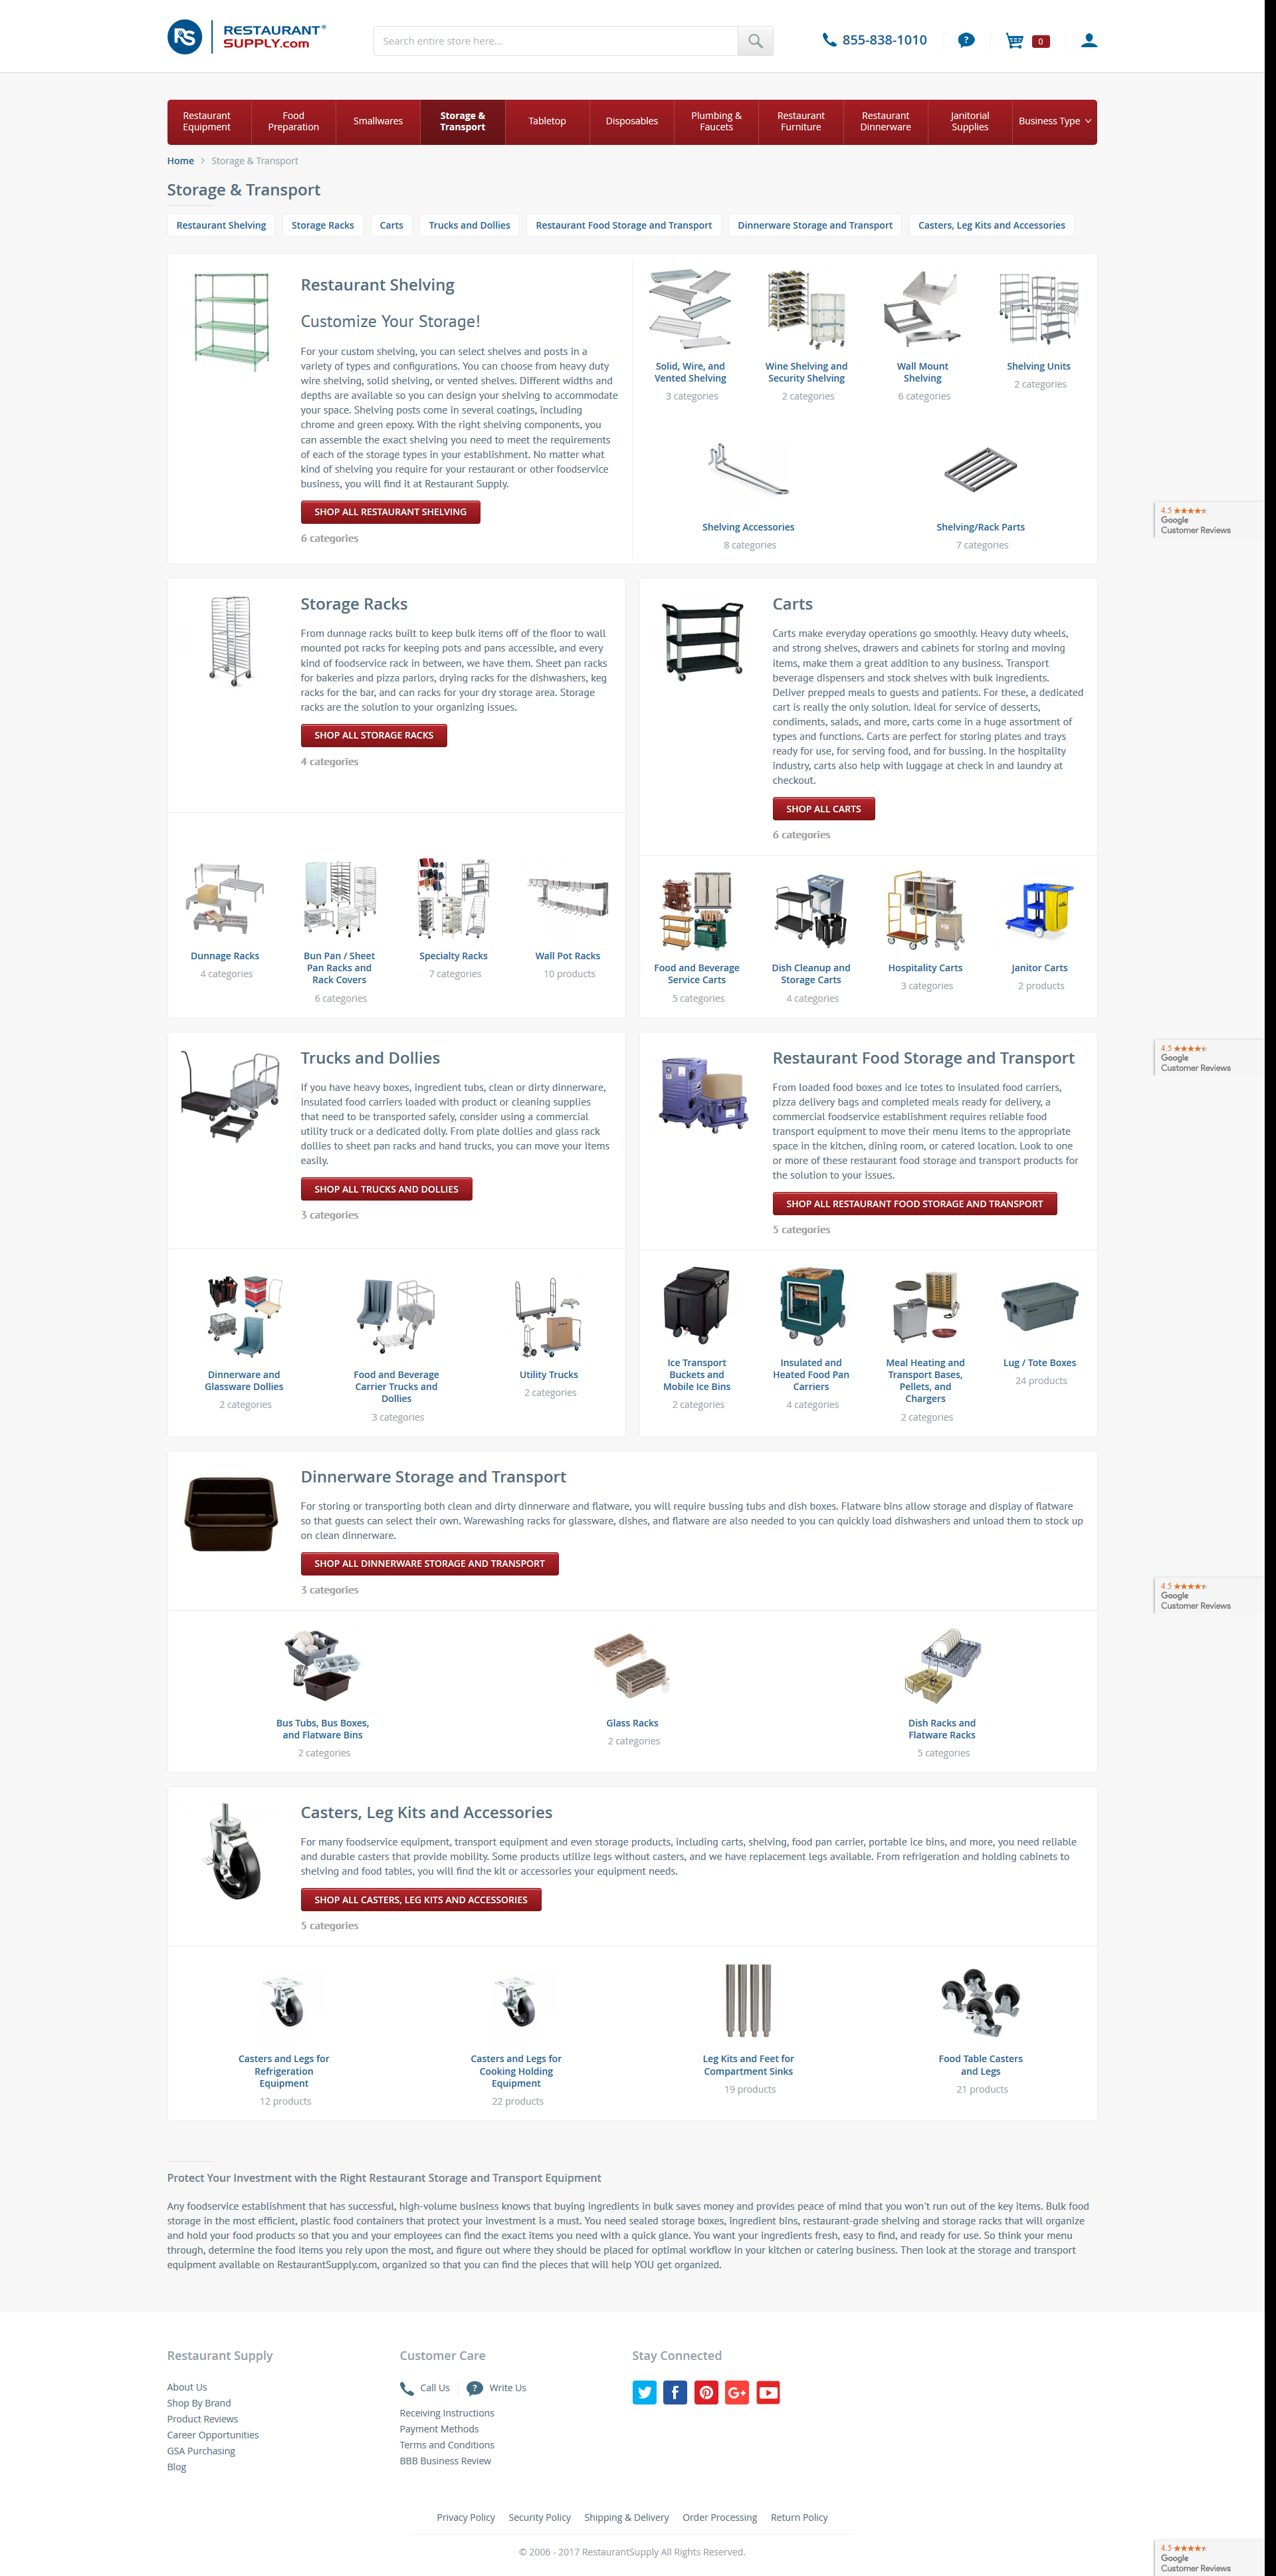 RS RESTAURANT®
SUPPLY.com
Search entire store here...
855-838-1010
?
0
Restaurant
Equipment
Food
Preparation
Smallwares
Storage &
Transport
Tabletop
Disposables
Plumbing &
Faucets
Restaurant
Furniture
Restaurant
Dinnerware
Janitorial
Supplies
Business Type
Home > Storage & Transport
Storage & Transport
Restaurant Shelving
Storage Racks
Carts
Trucks and Dollies
Restaurant Food Storage and Transport
Dinnerware Storage and Transport
Casters, Leg Kits and Accessories
Restaurant Shelving
Customize Your Storage!
For your custom shelving, you can select shelves and posts in a
variety of types and configurations. You can choose from heavy duty
wire shelving, solid shelving, or vented shelves. Different widths and
depths are available so you can design your shelving to accommodate
your space. Shelving posts come in several coatings, including
chrome and green epoxy. With the right shelving components, you
can assemble the exact shelving you need to meet the requirements
of each of the storage types in your establishment. No matter what
kind of shelving you require for your restaurant or other foodservice
business, you will find it at Restaurant Supply.
SHOP ALL RESTAURANT SHELVING
6 categories
Solid, Wire, and
Vented Shelving
3 categories
Wine Shelving and
Security Shelving
2 categories
Wall Mount
Shelving
6 categories
Shelving Units
2 categories
Shelving Accessories
8 categories
Shelving/Rack Parts
7 categories
4.5
Google
Customer Reviews
Storage Racks
From dunnage racks built to keep bulk items off of the floor to wall
mounted pot racks for keeping pots and pans accessible, and every
kind of foodservice rack in between, we have them. Sheet pan racks
for bakeries and pizza parlors, drying racks for the dishwashers, keg
racks for the bar, and can racks for your dry storage area. Storage
racks are the solution to your organizing issues.
SHOP ALL STORAGE RACKS
4 categories
Dunnage Racks
4 categories
Bun Pan / Sheet
Pan Racks and
Rack Covers
6 categories
Specialty Racks
7 categories
Wall Pot Racks
10 products
Carts
Carts make everyday operations go smoothly. Heavy duty wheels,
and strong shelves, drawers and cabinets for storing and moving
items, make them a great addition to any business. Transport
beverage dispensers and stock shelves with bulk ingredients.
Deliver prepped meals to guests and patients. For these, a dedicated
cart is really the only solution. Ideal for service of desserts,
condiments, salads, and more, carts come in a huge assortment of
types and functions. Carts are perfect for storing plates and trays
ready for use, for serving food, and for bussing. In the hospitality
industry, carts also help with luggage at check in and laundry at
checkout.
SHOP ALL CARTS
6 categories
Food and Beverage
Service Carts
5 categories
Dish Cleanup and
Storage Carts
4 categories
Hospitality Carts
3 categories
Janitor Carts
2 products
Trucks and Dollies
If you have heavy boxes, ingredient tubs, clean or dirty dinnerware,
insulated food carriers loaded with product or cleaning supplies
that need to be transported safely, consider using a commercial
utility truck or a dedicated dolly. From plate dollies and glass rack
dollies to sheet pan racks and hand trucks, you can move your items
easily.
SHOP ALL TRUCKS AND DOLLIES
3 categories
Dinnerware and
Glassware Dollies
2 categories
Food and Beverage
Carrier Trucks and
Dollies
3 categories
Utility Trucks
2 categories
Restaurant Food Storage and Transport
From loaded food boxes and ice totes to insulated food carriers,
pizza delivery bags and completed meals ready for delivery, a
commercial foodservice establishment requires reliable food
transport equipment to move their menu items to the appropriate
space in the kitchen, dining room, or catered location. Look to one
or more of these restaurant food storage and transport products for
the solution to your issues.
SHOP ALL RESTAURANT FOOD STORAGE AND TRANSPORT
5 categories
Ice Transport
Buckets and
Mobile Ice Bins
2 categories
Insulated and
Heated Food Pan
Carriers
4 categories
Meal Heating and
Transport Bases,
Pellets, and
Chargers
2 categories
Lug / Tote Boxes
24 products
4.5
Google
Customer Reviews
Dinnerware Storage and Transport
For storing or transporting both clean and dirty dinnerware and flatware, you will require bussing tubs and dish boxes. Flatware bins allow storage and display of flatware
so that guests can select their own. Warewashing racks for glassware, dishes, and flatware are also needed to you can quickly load dishwashers and unload them to stock up
on clean dinnerware.
SHOP ALL DINNERWARE STORAGE AND TRANSPORT
3 categories
4.5
Google
Customer Reviews
Bus Tubs, Bus Boxes,
and Flatware Bins
2 categories
Glass Racks
2 categories
Dish Racks and
Flatware Racks
5 categories
Casters, Leg Kits and Accessories
For many foodservice equipment, transport equipment and even storage products, including carts, shelving, food pan carrier, portable ice bins, and more, you need reliable
and durable casters that provide mobility. Some products utilize legs without casters, and we have replacement legs available. From refrigeration and holding cabinets to
shelving and food tables, you will find the kit or accessories your equipment needs.
SHOP ALL CASTERS, LEG KITS AND ACCESSORIES
5 categories
Casters and Legs for
Refrigeration
Equipment
12 products
Casters and Legs for
Cooking Holding
Equipment
22 products
Leg Kits and Feet for
Compartment Sinks
19 products
Food Table Casters
and Legs
21 products
Protect Your Investment with the Right Restaurant Storage and Transport Equipment
Any foodservice establishment that has successful, high-volume business knows that buying ingredients in bulk saves money and provides peace of mind that you won't run out of the key items. Bulk food
storage in the most efficient, plastic food containers that protect your investment is a must. You need sealed storage boxes, ingredient bins, restaurant-grade shelving and storage racks that will organize
and hold your food products so that you and your employees can find the exact items you need with a quick glance. You want your ingredients fresh, easy to find, and ready for use. So think your menu
through, determine the food items you rely upon the most, and figure out where they should be placed for optimal workflow in your kitchen or catering business. Then look at the storage and transport
equipment available on RestaurantSupply.com, organized so that you can find the pieces that will help YOU get organized.
Restaurant Supply
About Us
Shop By Brand
Product Reviews
Career Opportunities
GSA Purchasing
Blog
Customer Care
Call Us
? Write Us
Receiving Instructions
Payment Methods
Terms and Conditions
BBB Business Review
Stay Connected
f
G+
Privacy Policy Security Policy Shipping & Delivery Order Processing Return Policy
© 2006 - 2017 RestaurantSupply All Rights Reserved.
4.5
Google
Customer Reviews